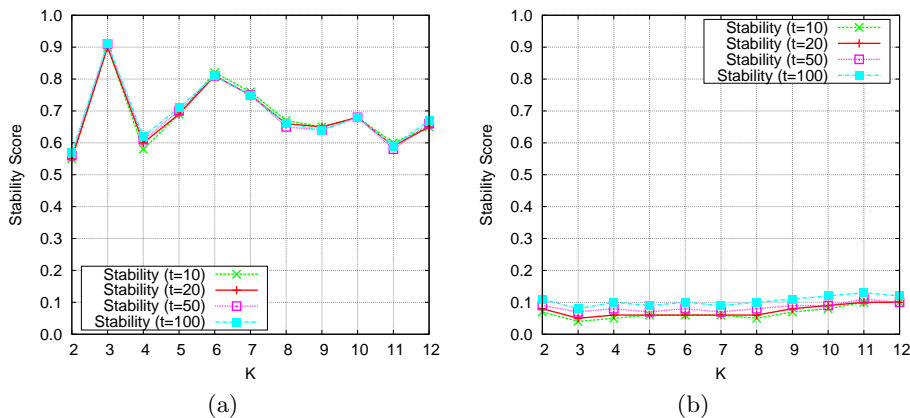 1.0
0.9
0.8
0.7
0.6
0.5
0.4
0.3
0.2
0.1
0.0
Stability Score
Stability (t=10)
Stability (t=20)
Stability (t=50)
Stability (t=100)
2 3 4 5 6 7 8 9 10 11 12
K
(a)
1.0
0.9
0.8
0.7
0.6
0.5
0.4
0.3
0.2
0.1
0.0
Stability Score
Stability (t=10)
Stability (t=20)
Stability (t=50)
Stability (t=100)
2 3 4 5 6 7 8 9 10 11 12
K
(b)